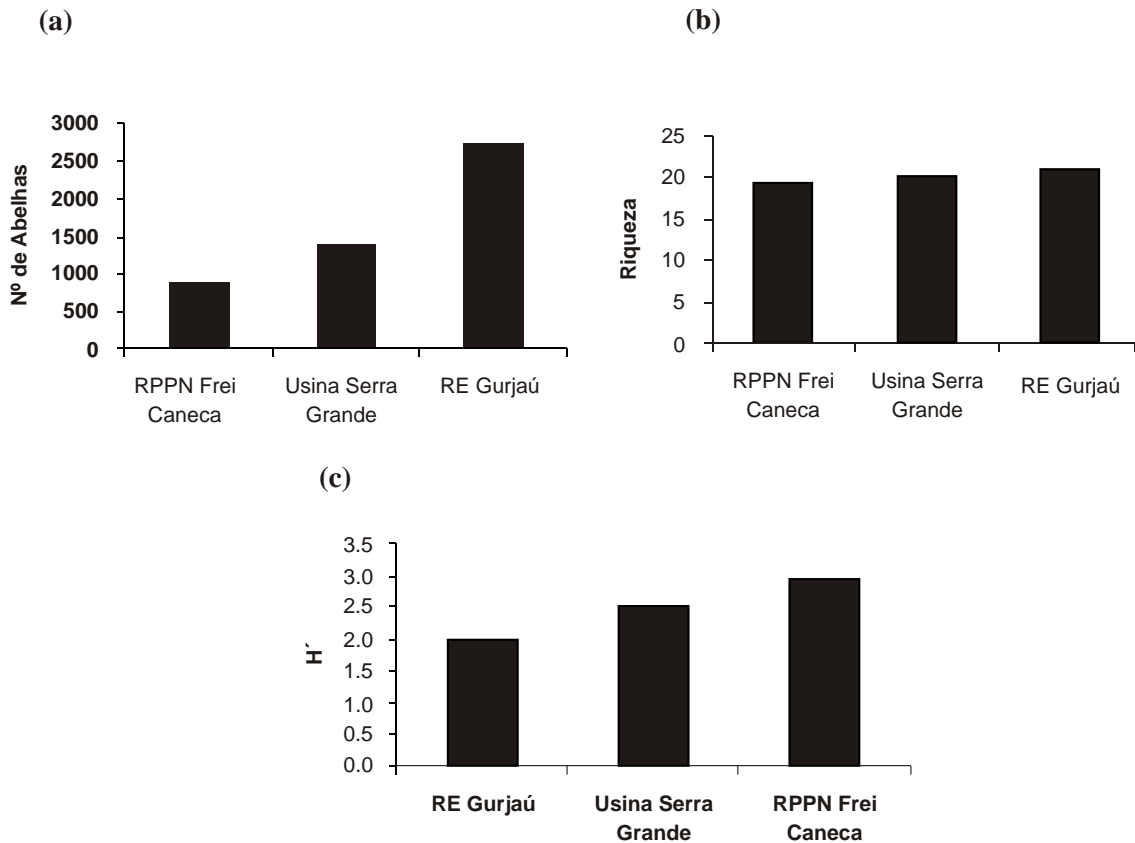 (a)
Nº de Abelhas
3000
2500
2000
1500
1000
500
0
RPPN Frei
Caneca
Usina Serra
Grande
RE Gurjaú
(b)
Riqueza
25
20
15
10
5
0
RPPN Frei
Caneca
Usina Serra
Grande
RE Gurjaú
(c)
H´
3.5
3.0
2.5
2.0
1.5
1.0
0.5
0.0
RE Gurjaú
Usina Serra
Grande
RPPN Frei
Caneca